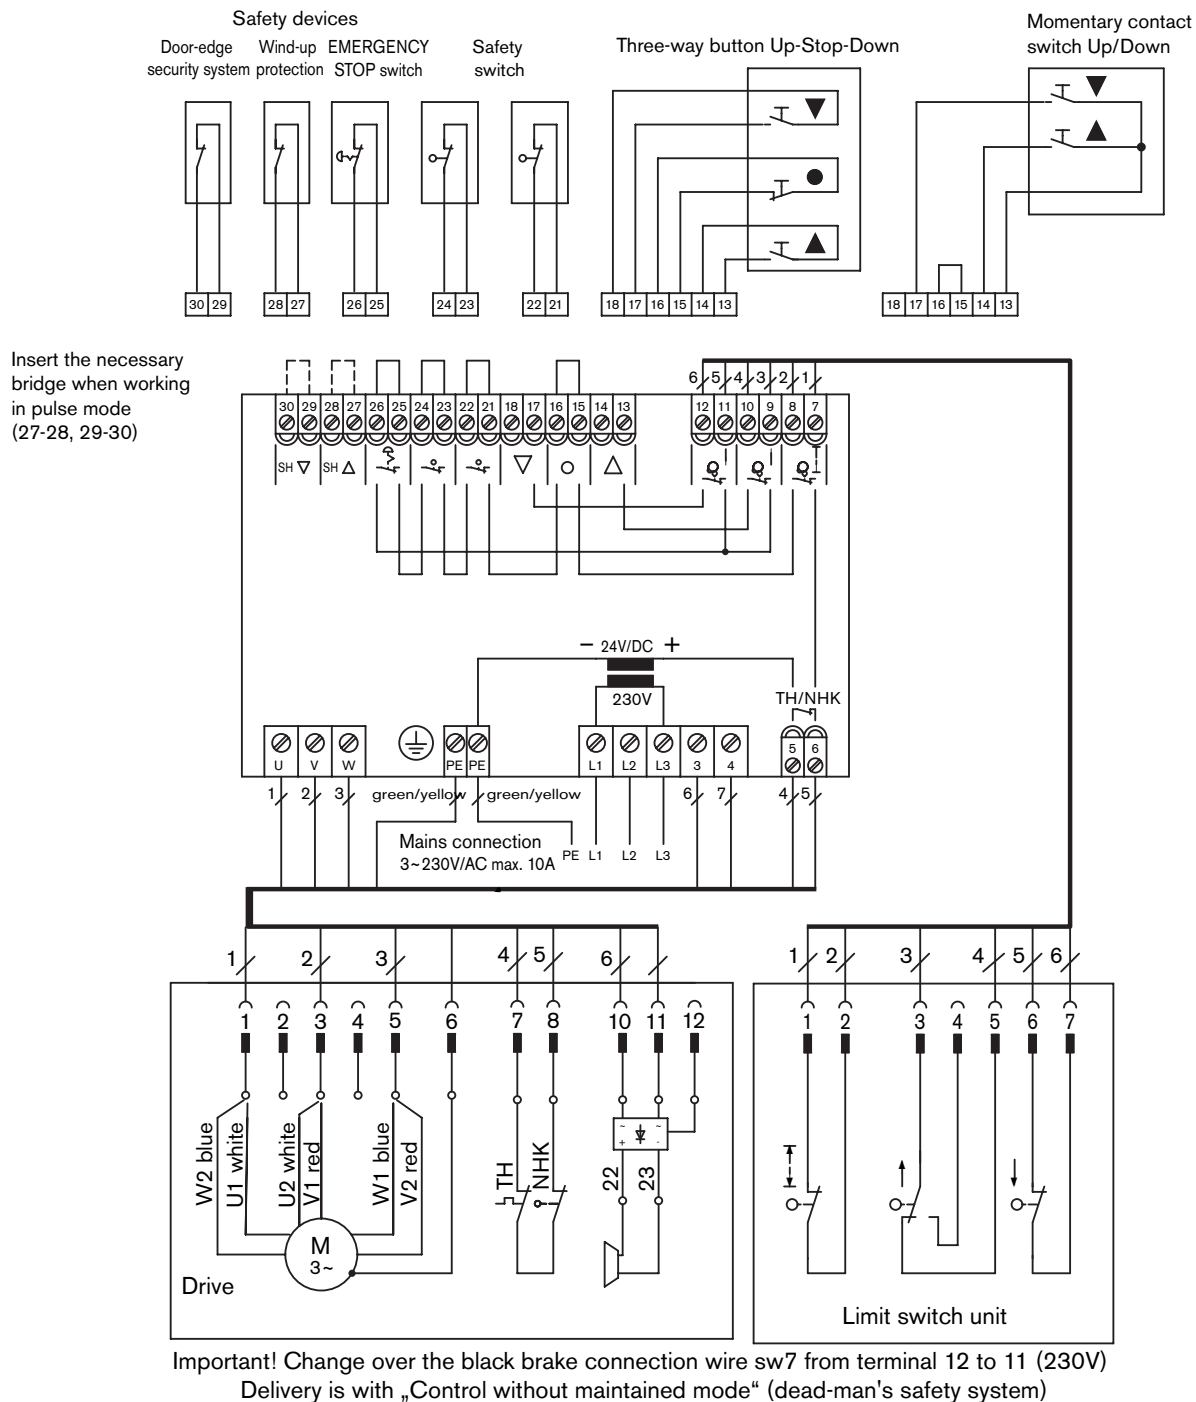 Safety devices
Door-edge security system
Wind-up protection
EMERGENCY STOP switch
Safety switch
Three-way button Up-Stop-Down
Momentary contact
switch Up/Down
30 29
28 27
26 25
24 23
22 21
18 17 16 15 14 13
18 17 16 15 14 13
Insert the necessary
bridge when working
in pulse mode
(27-28, 29-30)
6 5 4 3 2 1
30 29 28 27 26 25 24 23 22 21 18 17 16 15 14 13
12 11 10 9 8 7
SH
SH
− 24V/DC +
230V
TH/NHK
U V W
PE PE
L1 L2 L3 3 4
5 6
1 2 3
green/yellow green/yellow
6 7
4 5
Mains connection
3~230V/AC max. 10A
PE L1 L2 L3
1 2 3 4 5 6
1 2 3 4 5 6 7 8 10 11 12
W2 blue
U1 white
U2 white
V1 red
W1 blue
V2 red
TH
NHK
~ ~
+ -
22
23
M
3~
Drive
1 2 3 4 5 6
1 2 3 4 5 6 7
Limit switch unit
Important! Change over the black brake connection wire sw7 from terminal 12 to 11 (230V)
Delivery is with „Control without maintained mode“ (dead-man's safety system)